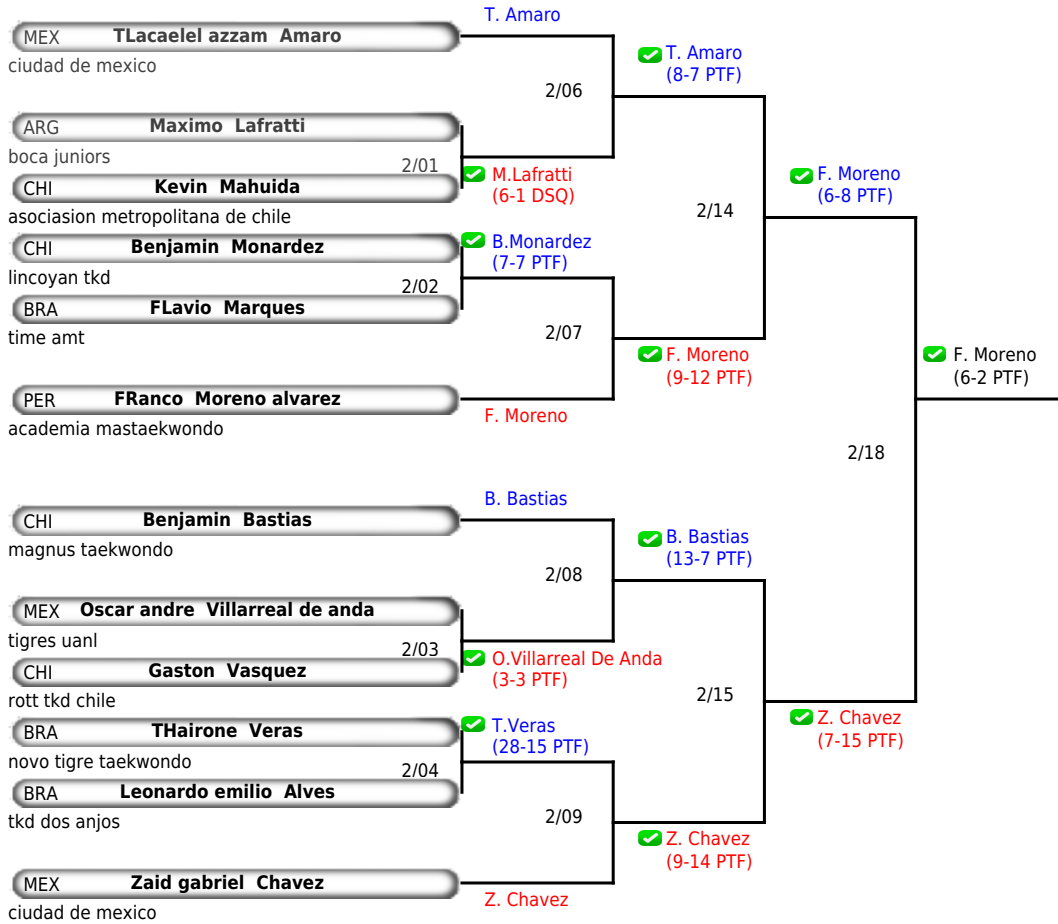 T. Amaro
MEX TLacaelel azzam Amaro
ciudad de mexico
T. Amaro
(8-7 PTF)
2/06
ARG Maximo Lafratti
boca juniors
2/01
M.Lafratti
(6-1 DSQ)
CHI Kevin Mahuida
asociasion metropolitana de chile
F. Moreno
(6-8 PTF)
2/14
CHI Benjamin Monardez
lincoyan tkd
B.Monardez
(7-7 PTF)
2/02
BRA FLavio Marques
time amt
2/07
F. Moreno
(9-12 PTF)
F. Moreno
(6-2 PTF)
PER FRanco Moreno alvarez
academia mastaekwondo
F. Moreno
2/18
B. Bastias
CHI Benjamin Bastias
magnus taekwondo
B. Bastias
(13-7 PTF)
2/08
MEX Oscar andre Villarreal de anda
tigres uanl
2/03
O.Villarreal De Anda
(3-3 PTF)
CHI Gaston Vasquez
rott tkd chile
2/15
Z. Chavez
(7-15 PTF)
BRA THairone Veras
novo tigre taekwondo
T.Veras
(28-15 PTF)
2/04
BRA Leonardo emilio Alves
tkd dos anjos
2/09
Z. Chavez
(9-14 PTF)
MEX Zaid gabriel Chavez
ciudad de mexico
Z. Chavez